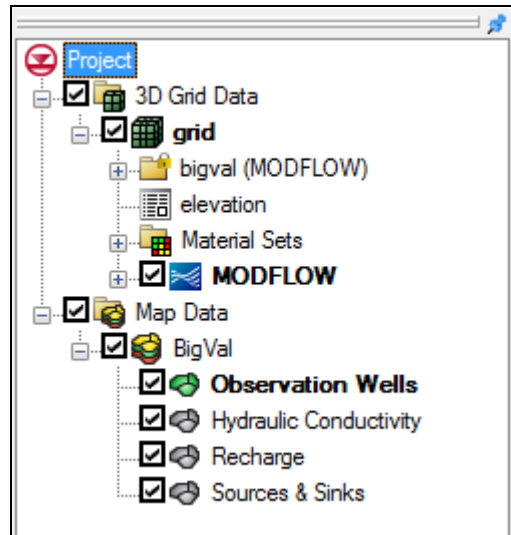 Project
3D Grid Data
grid
bigval (MODFLOW)
elevation
Material Sets
MODFLOW
Map Data
BigVal
Observation Wells
Hydraulic Conductivity
Recharge
Sources & Sinks